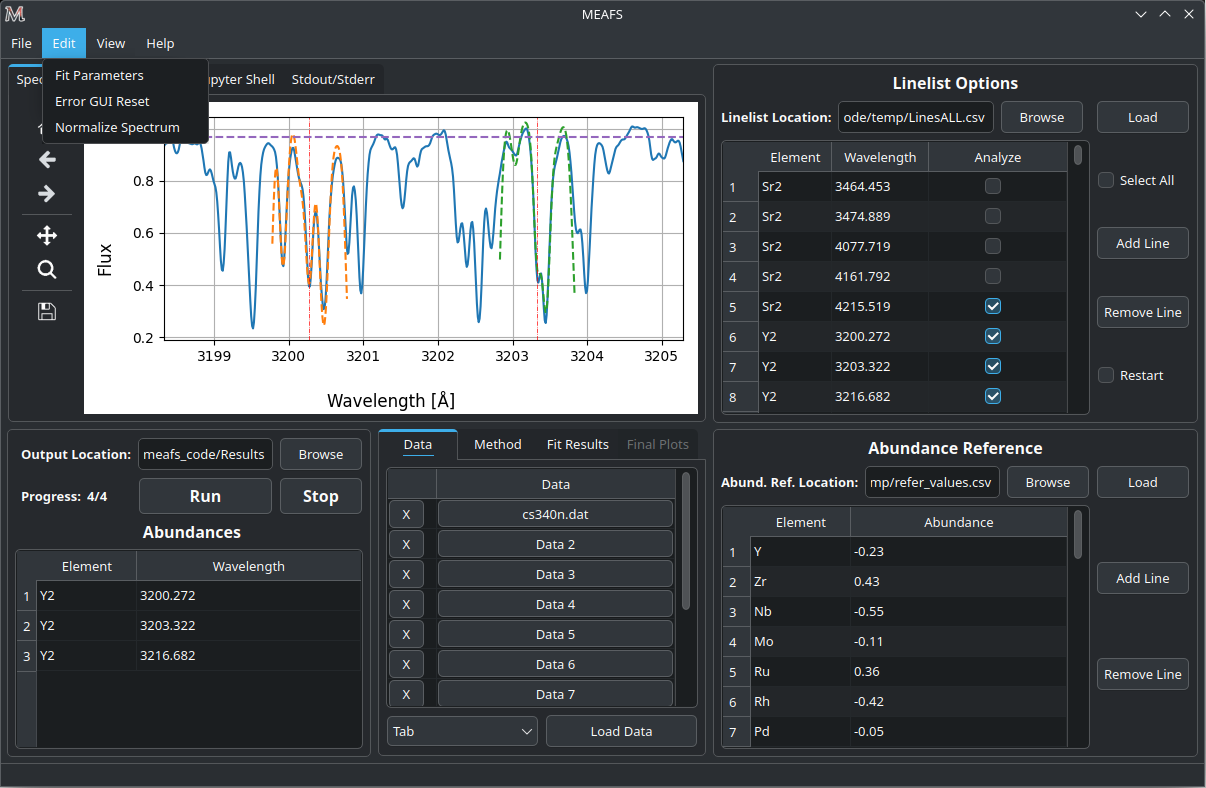 MEAFS
File Edit View Help
Fit Parameters
Error GUI Reset
Normalize Spectrum
Spec
upyter Shell Stdout/Stderr
0.8
0.6
0.4
0.2
Flux
3199 3200 3201 3202 3203 3204 3205
Wavelength [Å]
Linelist Options
Linelist Location: ode/temp/LinesALL.csv Browse Load
Element Wavelength Analyze
1 Sr2 3464.453
2 Sr2 3474.889
3 Sr2 4077.719
4 Sr2 4161.792
5 Sr2 4215.519
6 Y2 3200.272
7 Y2 3203.322
8 Y2 3216.682
Select All
Add Line
Remove Line
Restart
Output Location: meafs_code/Results Browse
Progress: 4/4 Run Stop
Abundances
Element Wavelength
1 Y2 3200.272
2 Y2 3203.322
3 Y2 3216.682
Data Method Fit Results Final Plots
Data
X cs340n.dat
X Data 2
X Data 3
X Data 4
X Data 5
X Data 6
X Data 7
Tab Load Data
Abundance Reference
Abund. Ref. Location: mp/refer_values.csv Browse Load
Element Abundance
1 Y -0.23
2 Zr 0.43
3 Nb -0.55
4 Mo -0.11
5 Ru 0.36
6 Rh -0.42
7 Pd -0.05
Add Line
Remove Line